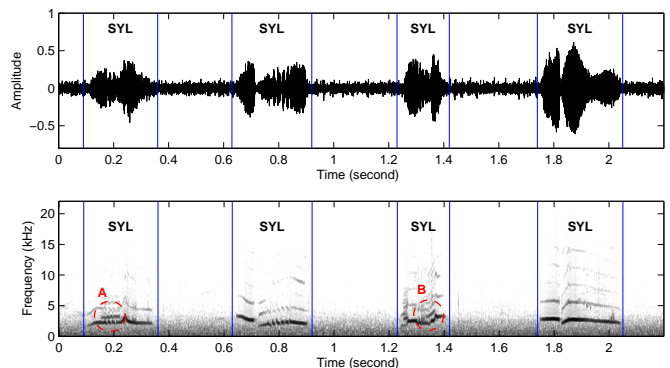 1
0.5
0
−0.5
Amplitude
SYL SYL SYL SYL
0 0.2 0.4 0.6 0.8 1 1.2 1.4 1.6 1.8 2
Time (second)
20
15
10
5
0
Frequency (kHz)
SYL SYL SYL SYL
A B
0 0.2 0.4 0.6 0.8 1 1.2 1.4 1.6 1.8 2
Time (second)